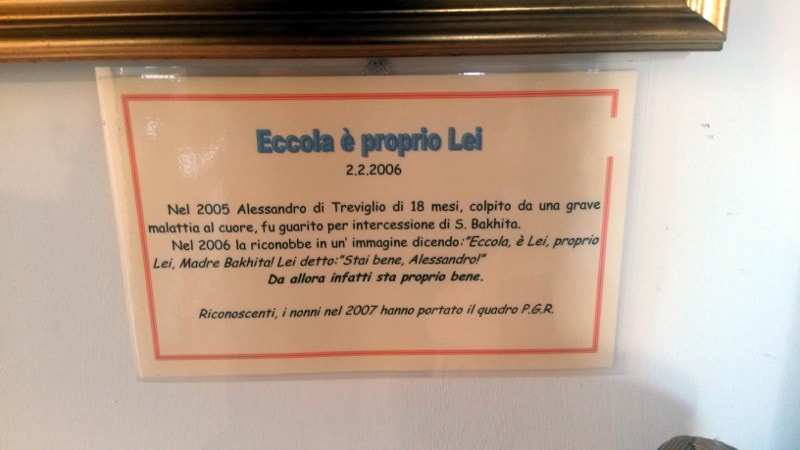 Eccola è proprio Lei
2.2.2006
Nel 2005 Alessandro di Treviglio di 18 mesi, colpito da una grave
malattia al cuore, fu guarito per intercessione di S. Bakhita.
Nel 2006 la riconobbe in un' immagine dicendo:"Eccola, è Lei, proprio
Lei, Madre Bakhita! Lei detto:"Stai bene, Alessandro!"
Da allora infatti sta proprio bene.
Riconoscenti, i nonni nel 2007 hanno portato il quadro P.G.R.